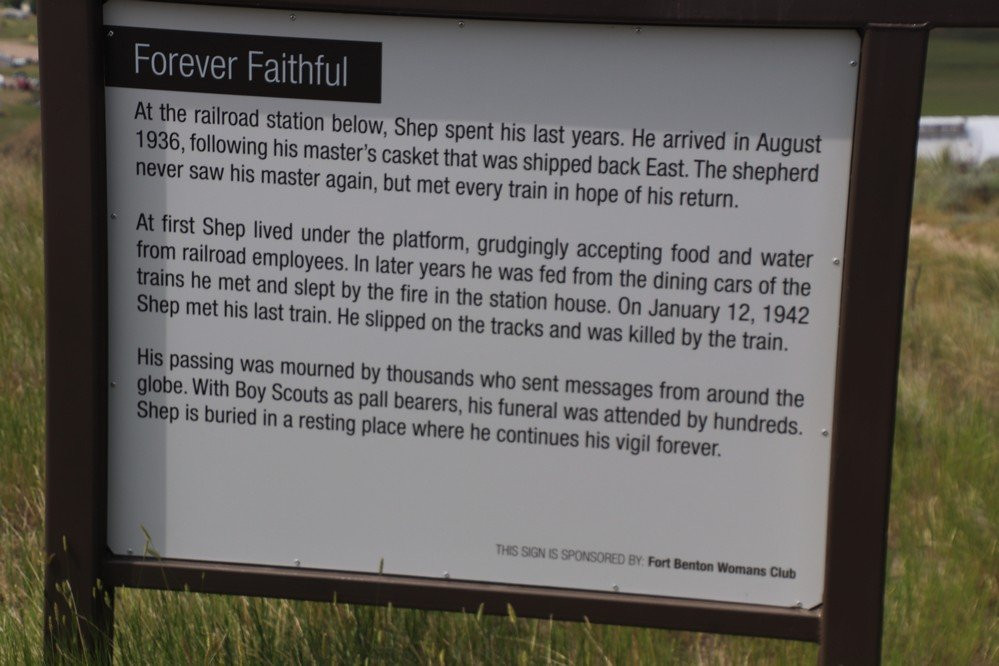 Forever Faithful
At the railroad station below, Shep spent his last years. He arrived in August
1936, following his master's casket that was shipped back East. The shepherd
never saw his master again, but met every train in hope of his return.
At first Shep lived under the platform, grudgingly accepting food and water
from railroad employees. In later years he was fed from the dining cars of the
trains he met and slept by the fire in the station house. On January 12, 1942
Shep met his last train. He slipped on the tracks and was killed by the train.
His passing was mourned by thousands who sent messages from around the
globe. With Boy Scouts as pall bearers, his funeral was attended by hundreds.
Shep is buried in a resting place where he continues his vigil forever.
THIS SIGN IS SPONSORED BY: Fort Benton Womans Club